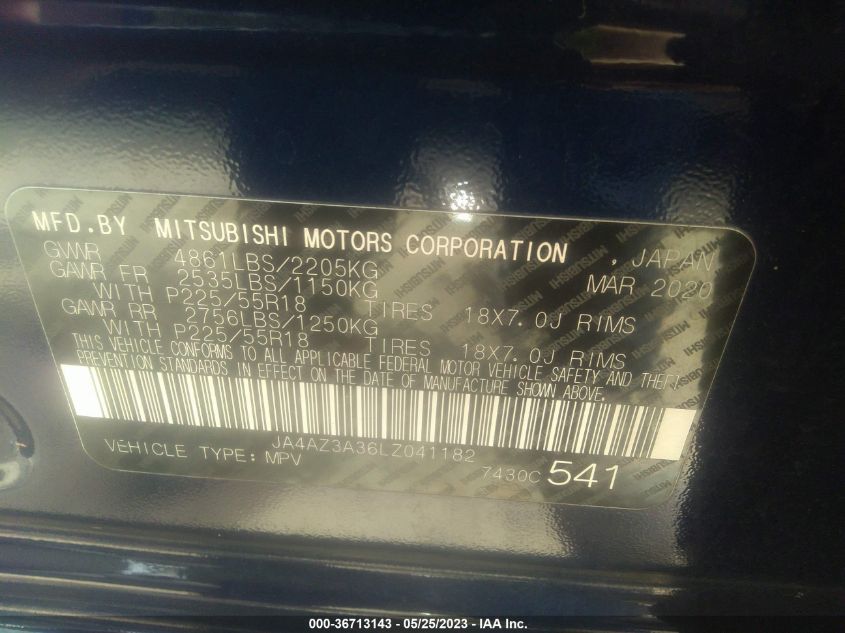 MFD.BY MITSUBISHI MOTORS CORPORATION , JAPAN
GVWR 4861LBS/2205KG MAR 2020
GAWR FR 2535LBS/1150KG
WITH P225/55R18 TIRES 18X7.0J RIMS
GAWR RR 2756LBS/1250KG
WITH P225/55R18 TIRES 18X7.0J RIMS
THIS VEHICLE CONFORMS TO ALL APPLICABLE FEDERAL MOTOR VEHICLE SAFETY AND THEFT
PREVENTION STANDARDS IN EFFECT ON THE DATE OF MANUFACTURE SHOWN ABOVE.
JA4AZ3A36LZ041182
VEHICLE TYPE: MPV 7430C 541
000-36713143 - 05/25/2023 - IAA Inc.